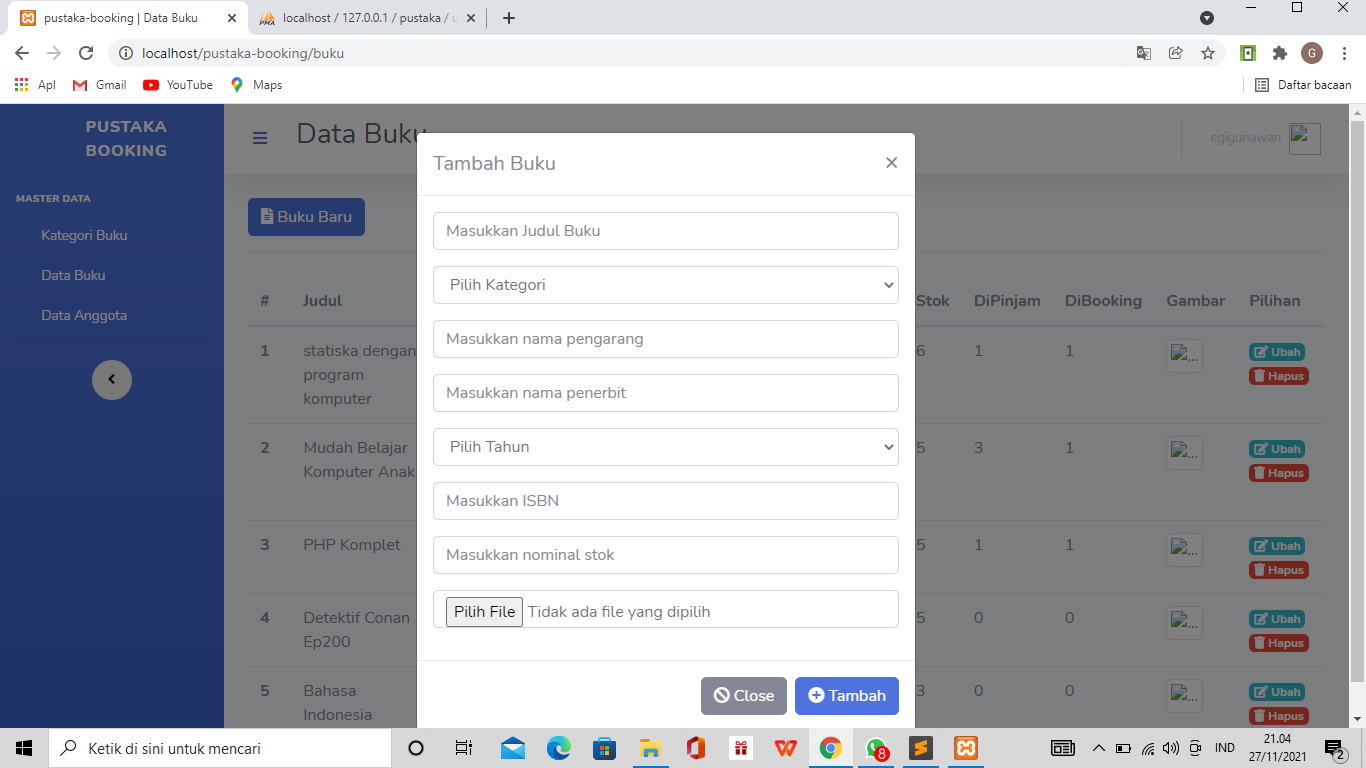 pustaka-booking | Data Buku
localhost / 127.0.0.1 / pustaka / u
localhost/pustaka-booking/buku
G
Apl
Gmail
YouTube
Maps
Daftar bacaan
PUSTAKA
BOOKING
MASTER DATA
Kategori Buku
Data Buku
Data Anggota
Data Buku
egigunawan
Buku Baru
# Judul Stok DiPinjam DiBooking Gambar Pilihan
1 statiska dengan 6 1 1 ... Ubah
program Hapus
komputer
2 Mudah Belajar 5 3 1 ... Ubah
Komputer Anak Hapus
3 PHP Komplet 5 1 1 ... Ubah
Hapus
4 Detektif Conan 5 0 0 ... Ubah
Ep200 Hapus
5 Bahasa 3 0 0 ... Ubah
Indonesia Hapus
Tambah Buku
Masukkan Judul Buku
Pilih Kategori
Masukkan nama pengarang
Masukkan nama penerbit
Pilih Tahun
Masukkan ISBN
Masukkan nominal stok
Pilih File Tidak ada file yang dipilih
Close
Tambah
Ketik di sini untuk mencari
8
IND
21.04
27/11/2021
2